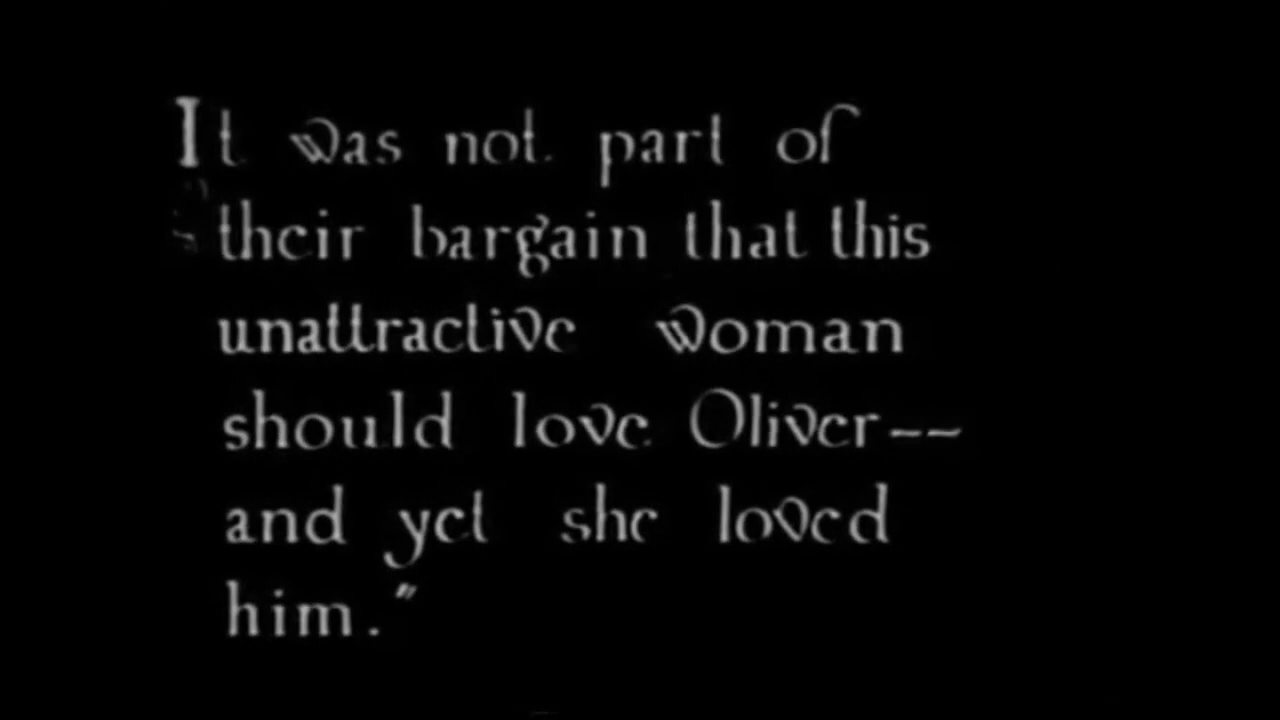 It was not part of
their bargain that this
unattractive woman
should love Oliver--
and yet she loved
him."